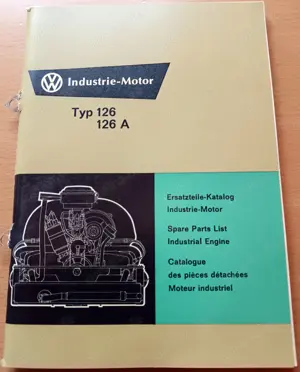 VW Industrie-Motor
Typ 126
126 A
Ersatzteile-Katalog
Industrie-Motor
Spare Parts List
Industrial Engine
Catalogue
des pièces détachées
Moteur industriel